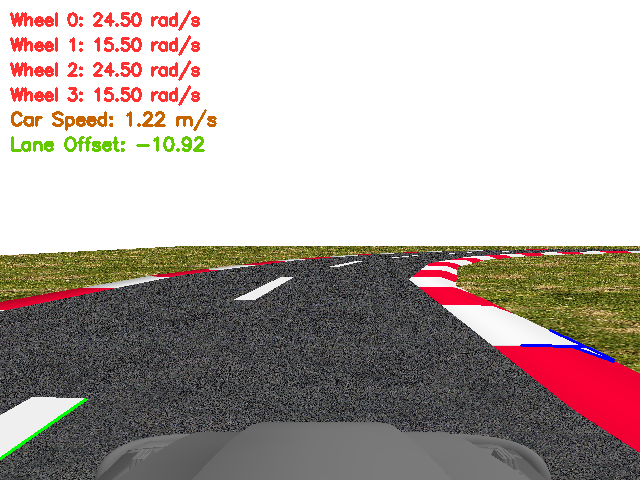 Wheel 0: 24.50 rad/s
Wheel 1: 15.50 rad/s
Wheel 2: 24.50 rad/s
Wheel 3: 15.50 rad/s
Car Speed: 1.22 m/s
Lane Offset: -10.92